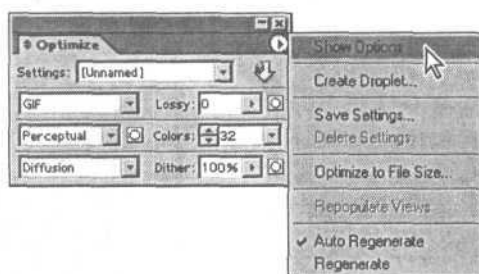 Optimize
Settings: [Unnamed]
GIF
Lossy: 0
Perceptual
Colors: 32
Diffusion
Dither: 100%
Show Options
Create Droplet...
Save Settings...
Delete Settings
Optimize to File Size...
Repopulate Views
Auto Regenerate
Regenerate